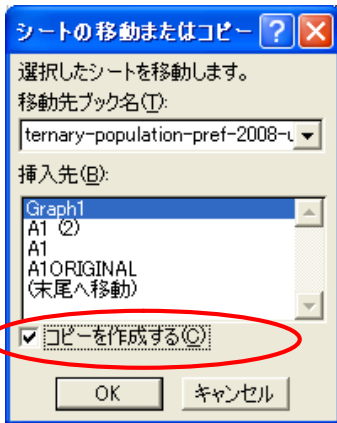 シートの移動またはコピー
選択したシートを移動します。
移動先ブック名(T):
ternary-population-pref-2008-u
挿入先(B):
Graph1
A1 (2)
A1
A1ORIGINAL
(末尾へ移動)
コピーを作成する(C)
OK キャンセル